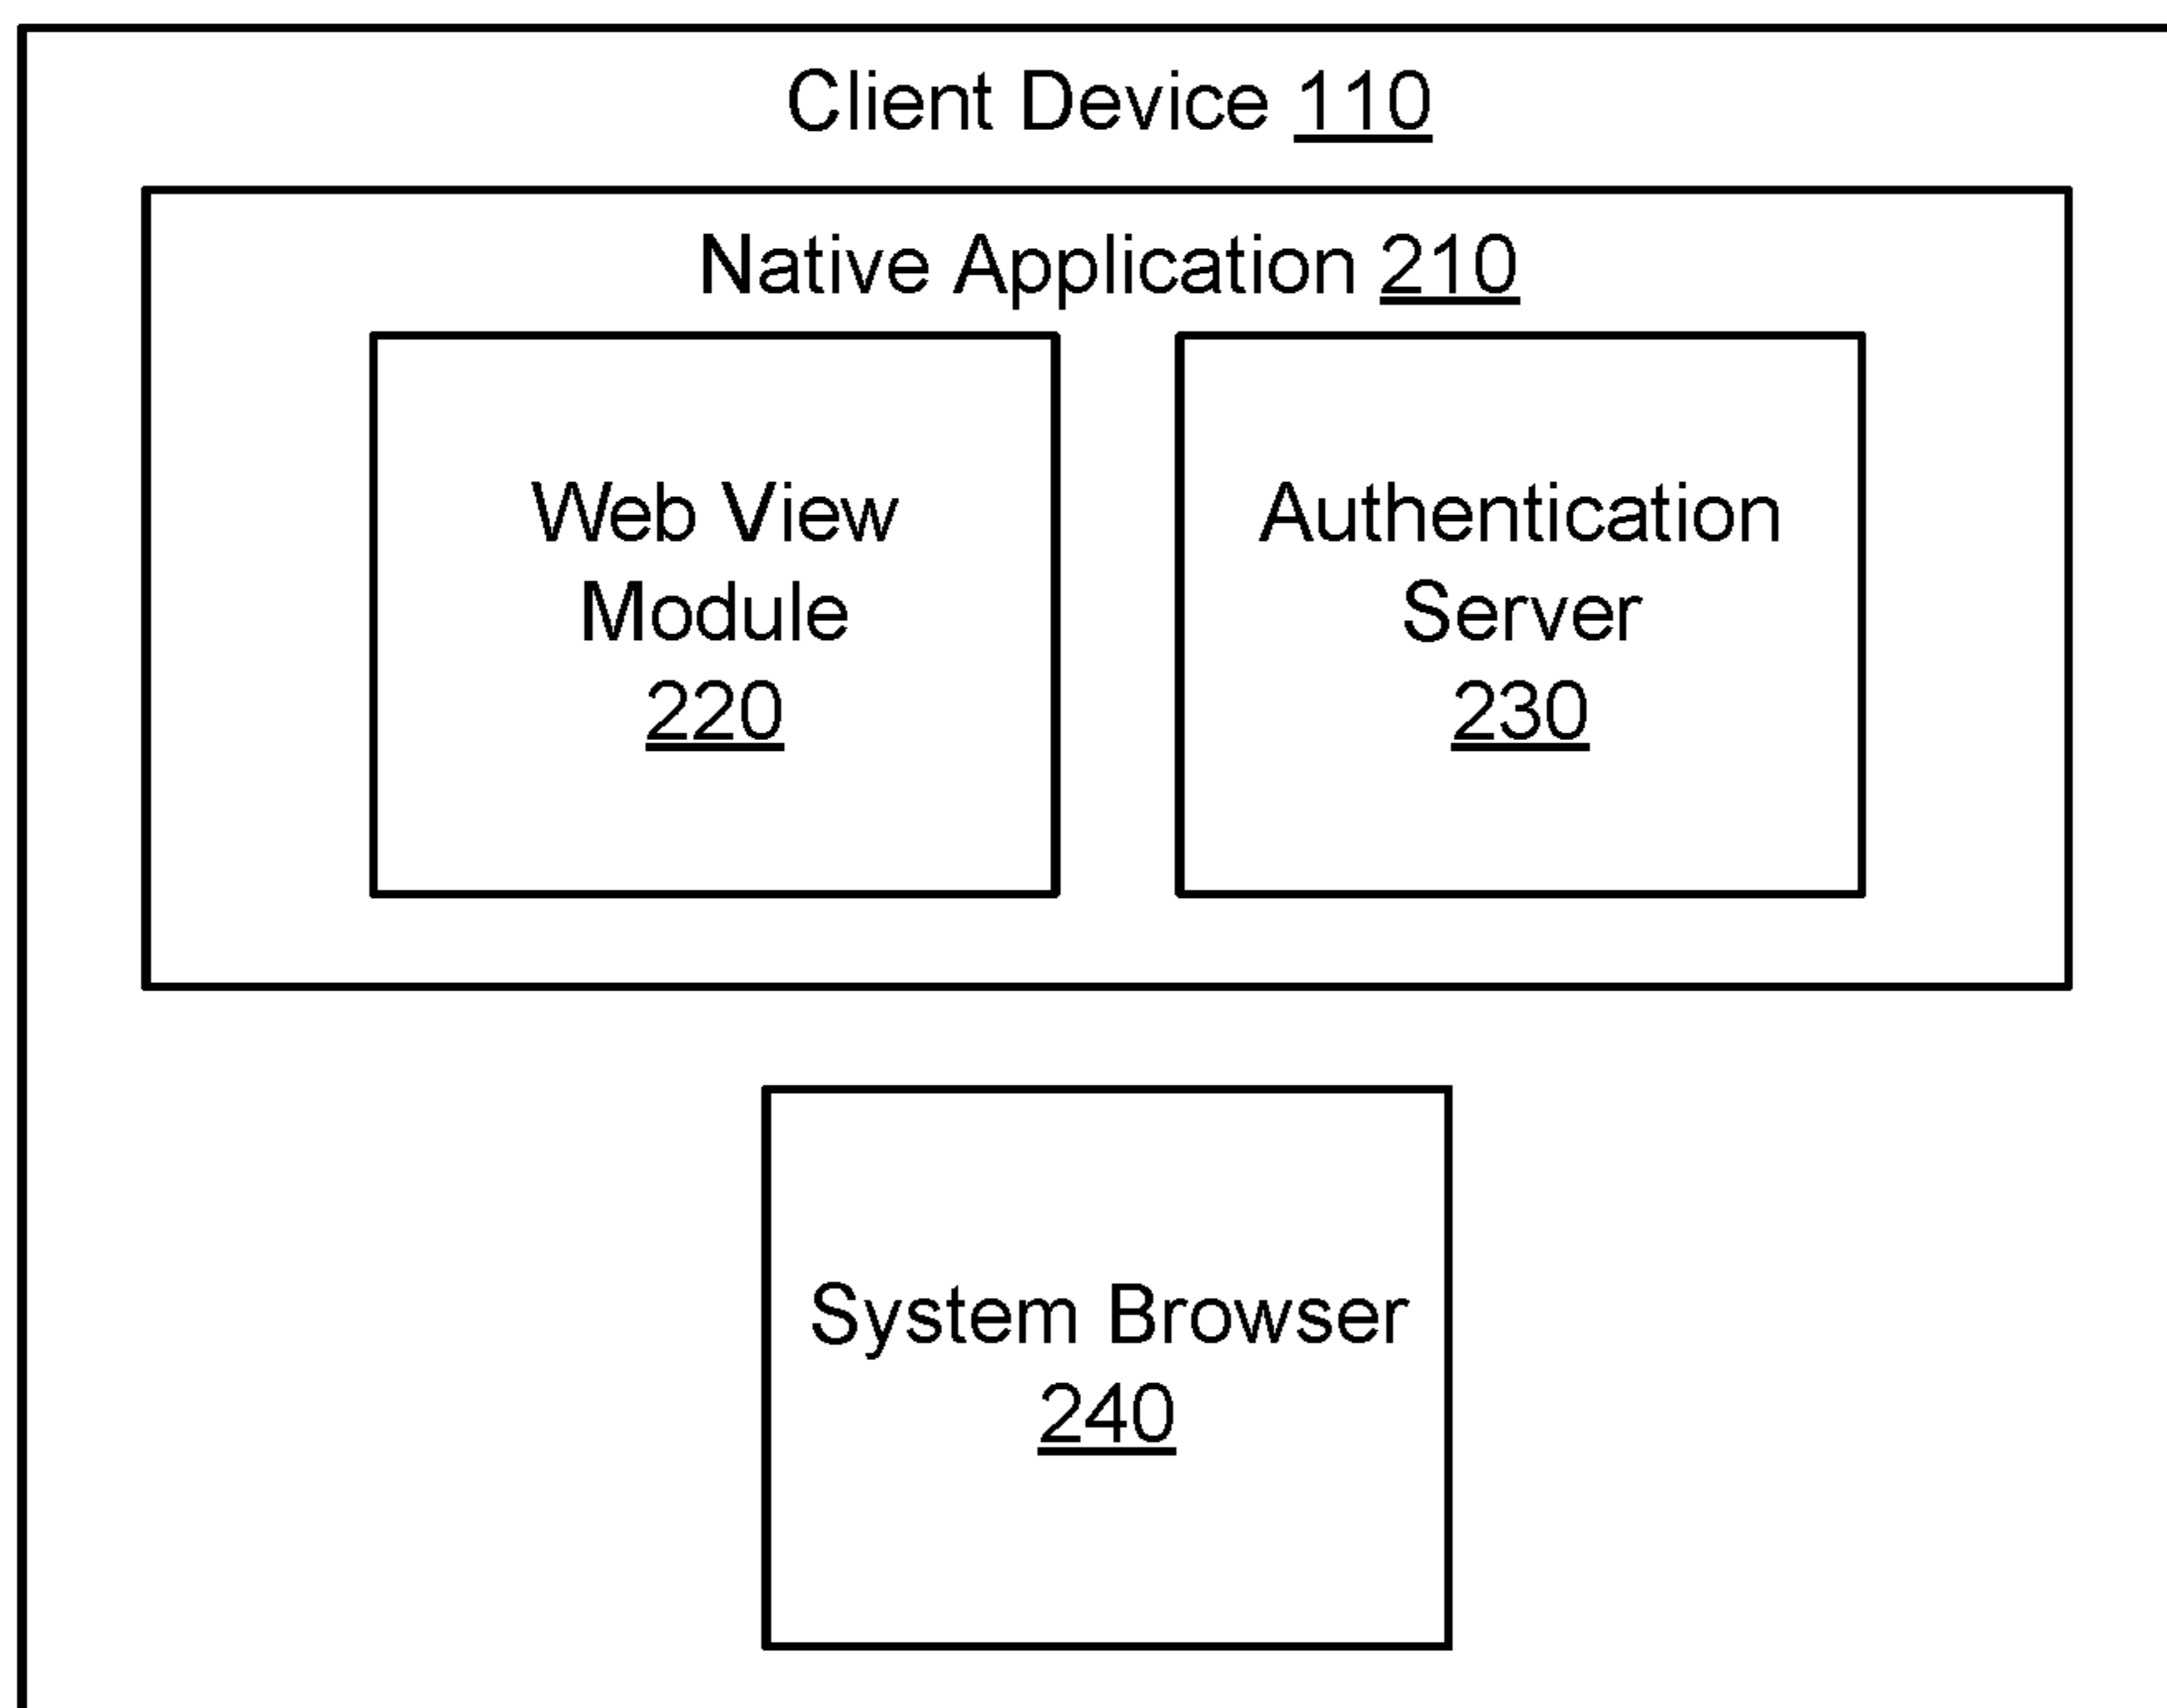 Client Device 110
Native Application 210
Web View
Module
220
Authentication
Server
230
System Browser
240